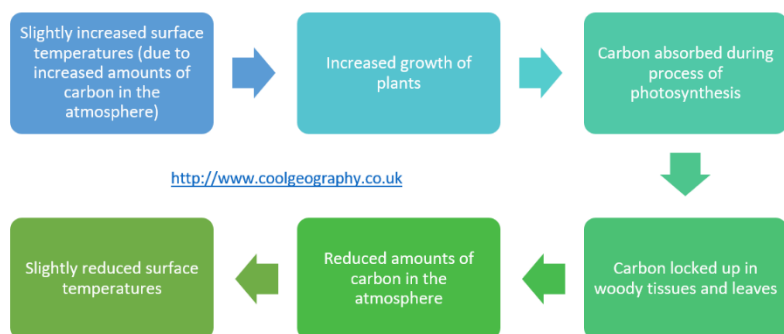 Slightly increased surface
temperatures (due to
increased amounts of
carbon in the
atmosphere)
Increased growth of
plants
Carbon absorbed during
process of
photosynthesis
http://www.coolgeography.co.uk
Carbon locked up in
woody tissues and leaves
Reduced amounts of
carbon in the
atmosphere
Slightly reduced surface
temperatures